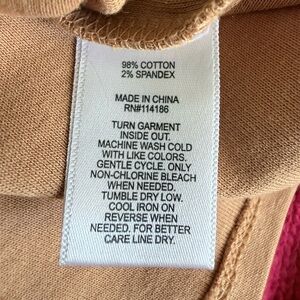 98% COTTON
2% SPANDEX
MADE IN CHINA
RN#114186
TURN GARMENT
INSIDE OUT.
MACHINE WASH COLD
WITH LIKE COLORS.
GENTLE CYCLE. ONLY
NON-CHLORINE BLEACH
WHEN NEEDED.
TUMBLE DRY LOW.
COOL IRON ON
REVERSE WHEN
NEEDED. FOR BETTER
CARE LINE DRY.